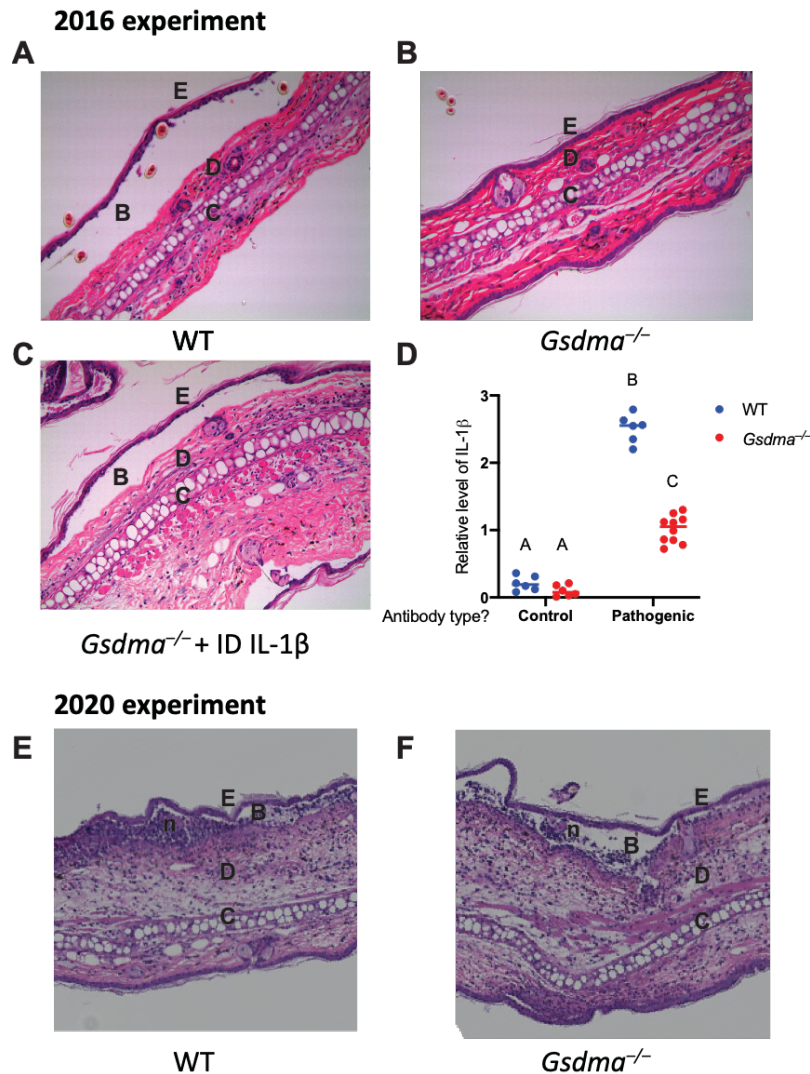 2016 experiment
A
B
E
D
C
B
WT
E
D
C
Gsdma–/–
C
E
D
B
C
Gsdma–/– + ID IL-1β
D
Relative level of IL-1β
3
2
1
0
A
A
B
C
WT
Gsdma–/–
Antibody type?
Control
Pathogenic
2020 experiment
E
E
B
n
D
C
WT
F
E
n
B
D
C
Gsdma–/–